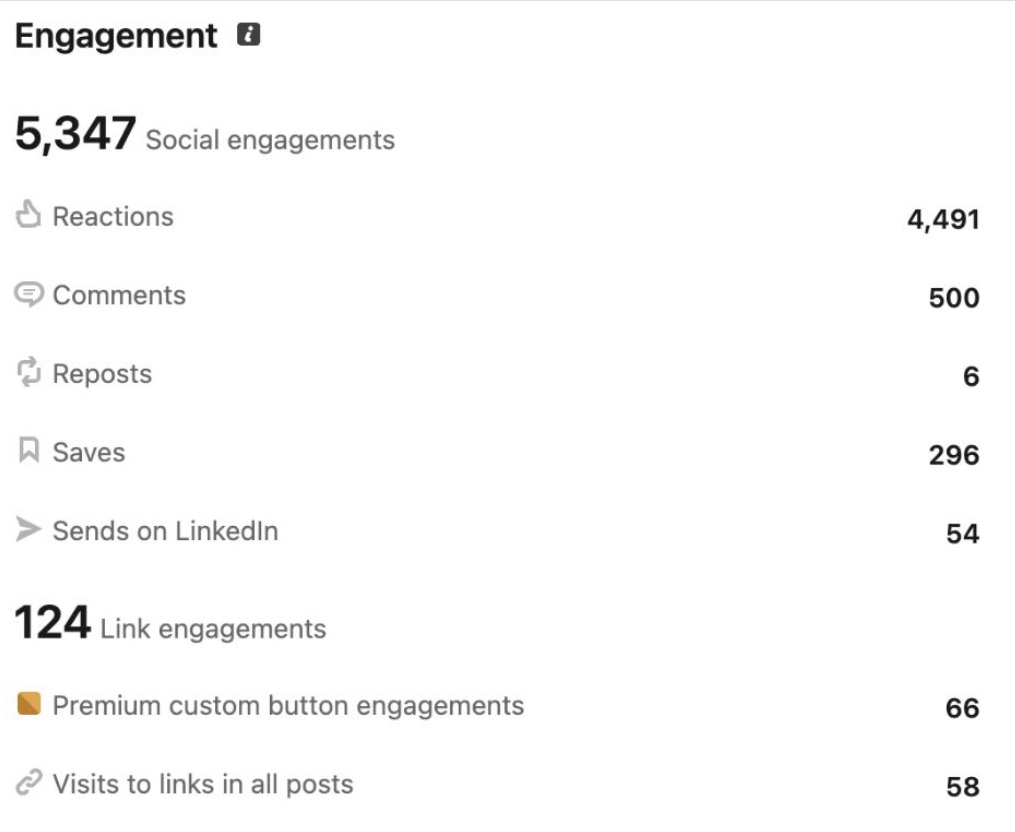 Engagement
5,347 Social engagements
Reactions 4,491
Comments 500
Reposts 6
Saves 296
Sends on LinkedIn 54
124 Link engagements
Premium custom button engagements 66
Visits to links in all posts 58